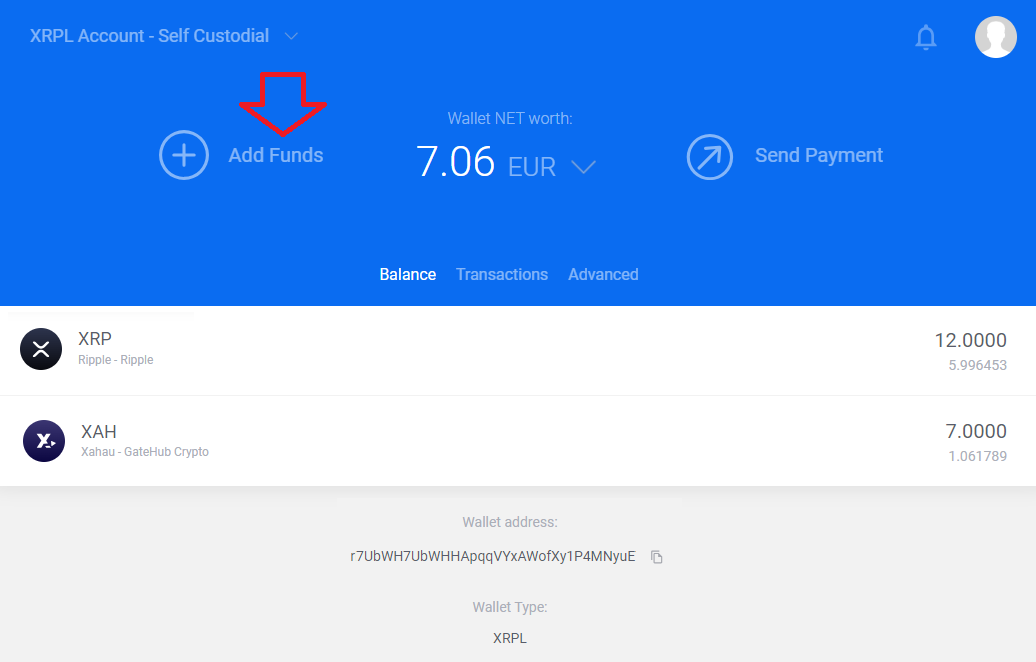 XRPL Account - Self Custodial
Wallet NET worth:
Add Funds
7.06 EUR
Send Payment
Balance Transactions Advanced
XRP
Ripple - Ripple
12.0000
5.996453
XAH
Xahau - GateHub Crypto
7.0000
1.061789
Wallet address:
r7UbWH7UbWHHApqqVYxAWofXy1P4MNyuE
Wallet Type:
XRPL